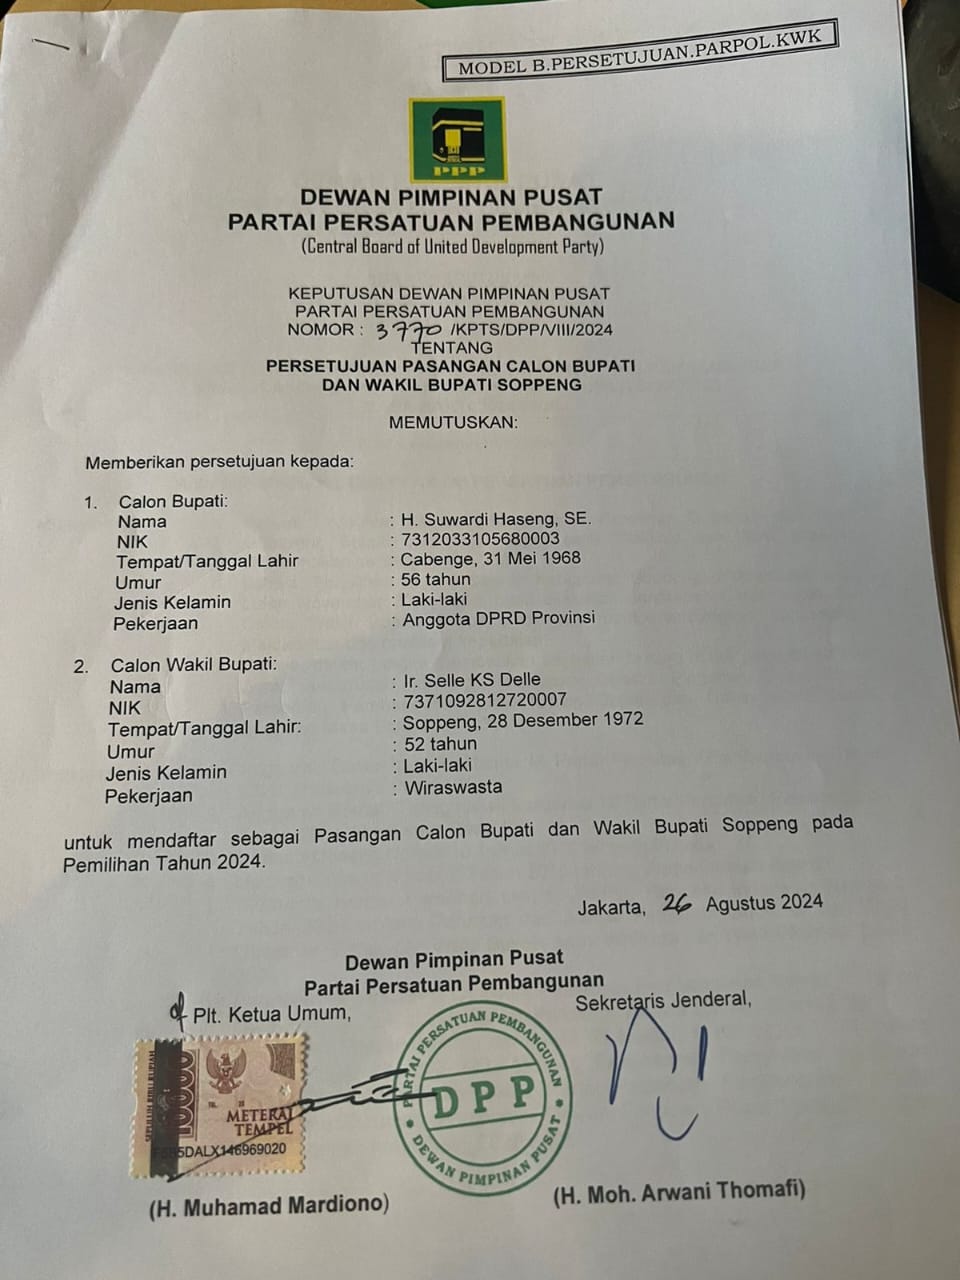 MODEL B.PERSETUJUAN.PARPOL.KWK
PPP
DEWAN PIMPINAN PUSAT
PARTAI PERSATUAN PEMBANGUNAN
(Central Board of United Development Party)
KEPUTUSAN DEWAN PIMPINAN PUSAT
PARTAI PERSATUAN PEMBANGUNAN
NOMOR : 3770 /KPTS/DPP/VIII/2024
TENTANG
PERSETUJUAN PASANGAN CALON BUPATI
DAN WAKIL BUPATI SOPPENG
MEMUTUSKAN:
Memberikan persetujuan kepada:
1. Calon Bupati:
Nama : H. Suwardi Haseng, SE.
NIK : 7312033105680003
Tempat/Tanggal Lahir : Cabenge, 31 Mei 1968
Umur : 56 tahun
Jenis Kelamin : Laki-laki
Pekerjaan : Anggota DPRD Provinsi
2. Calon Wakil Bupati:
Nama : Ir. Selle KS Delle
NIK : 7371092812720007
Tempat/Tanggal Lahir: : Soppeng, 28 Desember 1972
Umur : 52 tahun
Jenis Kelamin : Laki-laki
Pekerjaan : Wiraswasta
untuk mendaftar sebagai Pasangan Calon Bupati dan Wakil Bupati Soppeng pada
Pemilihan Tahun 2024.
Jakarta, 26 Agustus 2024
Dewan Pimpinan Pusat
Partai Persatuan Pembangunan
Plt. Ketua Umum, Sekretaris Jenderal,
SEPULUH RIBU RUPIAH
10000
TGL. 20
METERAI
TEMPEL
5DALX146969020
PARTAI PERSATUAN PEMBANGUNAN
DPP
DEWAN PIMPINAN PUSAT
(H. Muhamad Mardiono) (H. Moh. Arwani Thomafi)